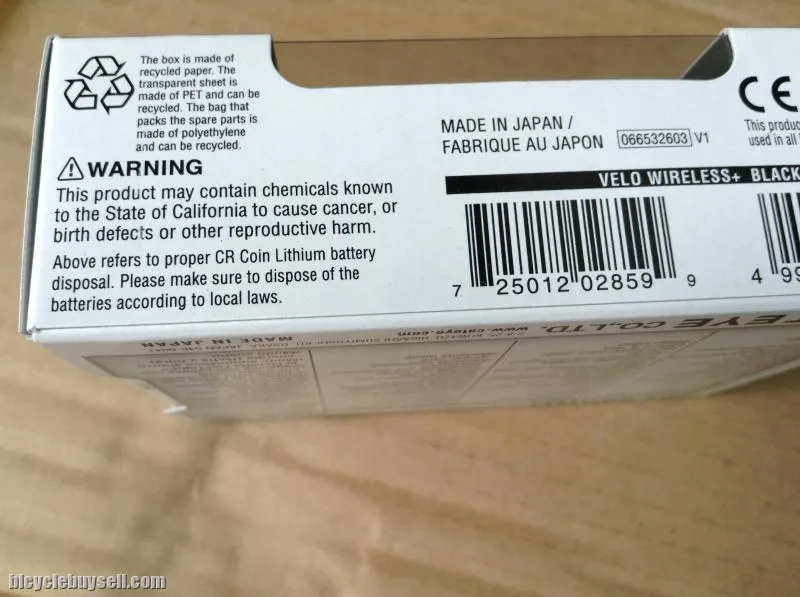 The box is made of
recycled paper. The
transparent sheet is
made of PET and can be
recycled. The bag that
packs the spare parts is
made of polyethylene
and can be recycled.
WARNING
This product may contain chemicals known
to the State of California to cause cancer, or
birth defects or other reproductive harm.
Above refers to proper CR Coin Lithium battery
disposal. Please make sure to dispose of the
batteries according to local laws.
MADE IN JAPAN /
FABRIQUE AU JAPON 066532603 V1
CE
This
used in all
VELO WIRELESS+ BLACK
7 25012 02859 9
4 99
EYE CO.,LTD. www.cateye.com
MADE IN JAPAN
bicyclebuysell.com